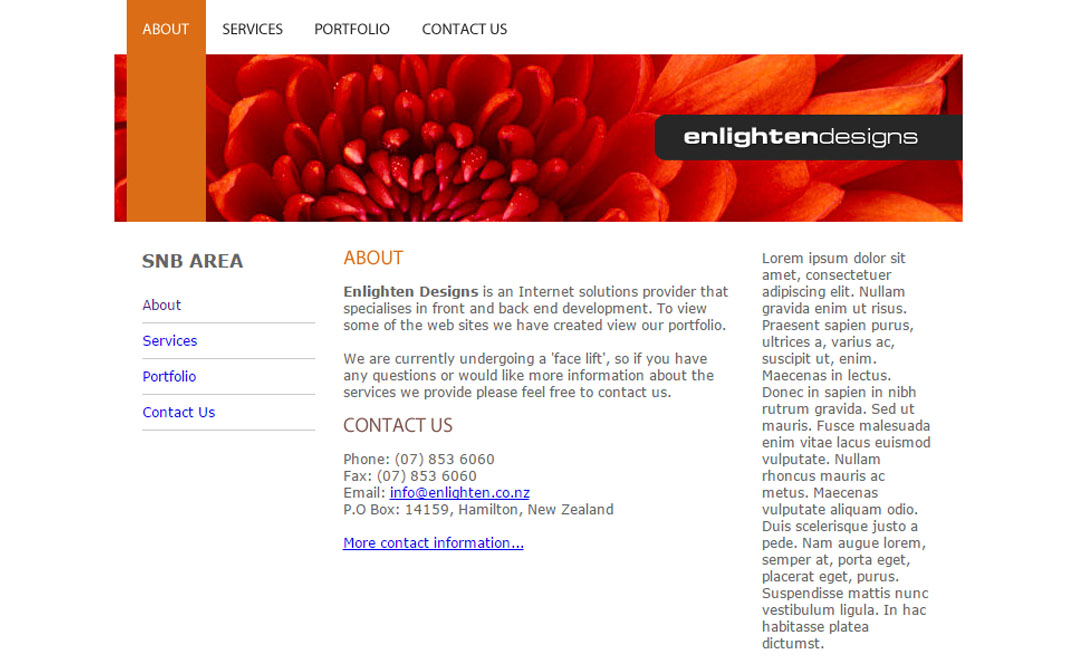 ABOUT SERVICES PORTFOLIO CONTACT US
enlightendesigns
SNB AREA
About
Services
Portfolio
Contact Us
ABOUT
Enlighten Designs is an Internet solutions provider that
specialises in front and back end development. To view
some of the web sites we have created view our portfolio.
We are currently undergoing a 'face lift', so if you have
any questions or would like more information about the
services we provide please feel free to contact us.
CONTACT US
Phone: (07) 853 6060
Fax: (07) 853 6060
Email: info@enlighten.co.nz
P.O Box: 14159, Hamilton, New Zealand
More contact information...
Lorem ipsum dolor sit
amet, consectetuer
adipiscing elit. Nullam
gravida enim ut risus.
Praesent sapien purus,
ultrices a, varius ac,
suscipit ut, enim.
Maecenas in lectus.
Donec in sapien in nibh
rutrum gravida. Sed ut
mauris. Fusce malesuada
enim vitae lacus euismod
vulputate. Nullam
rhoncus mauris ac
metus. Maecenas
vulputate aliquam odio.
Duis scelerisque justo a
pede. Nam augue lorem,
semper at, porta eget,
placerat eget, purus.
Suspendisse mattis nunc
vestibulum ligula. In hac
habitasse platea
dictumst.